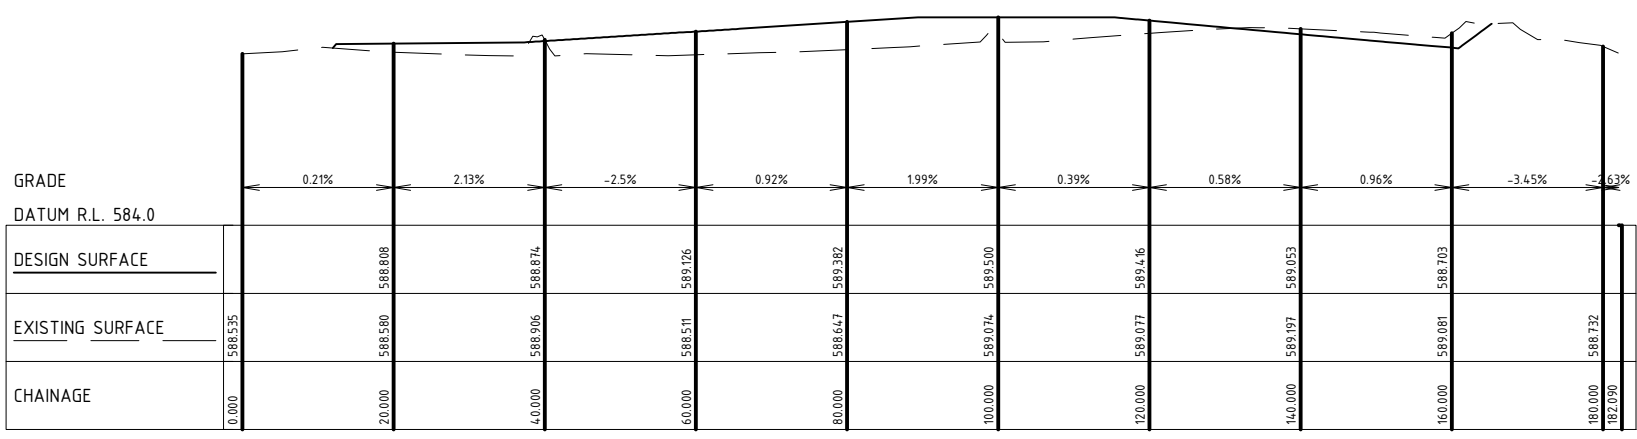 GRADE 0.21% 2.13% -2.5% 0.92% 1.99% 0.39% 0.58% 0.96% -3.45% -2.63%
DATUM R.L. 584.0
DESIGN SURFACE 588.808 588.874 589.126 589.382 589.500 589.416 589.053 588.703
EXISTING SURFACE 588.535 588.580 588.906 588.511 588.647 589.074 589.077 589.197 589.081 588.732
CHAINAGE 0.000 20.000 40.000 60.000 80.000 100.000 120.000 140.000 160.000 180.000 182.090